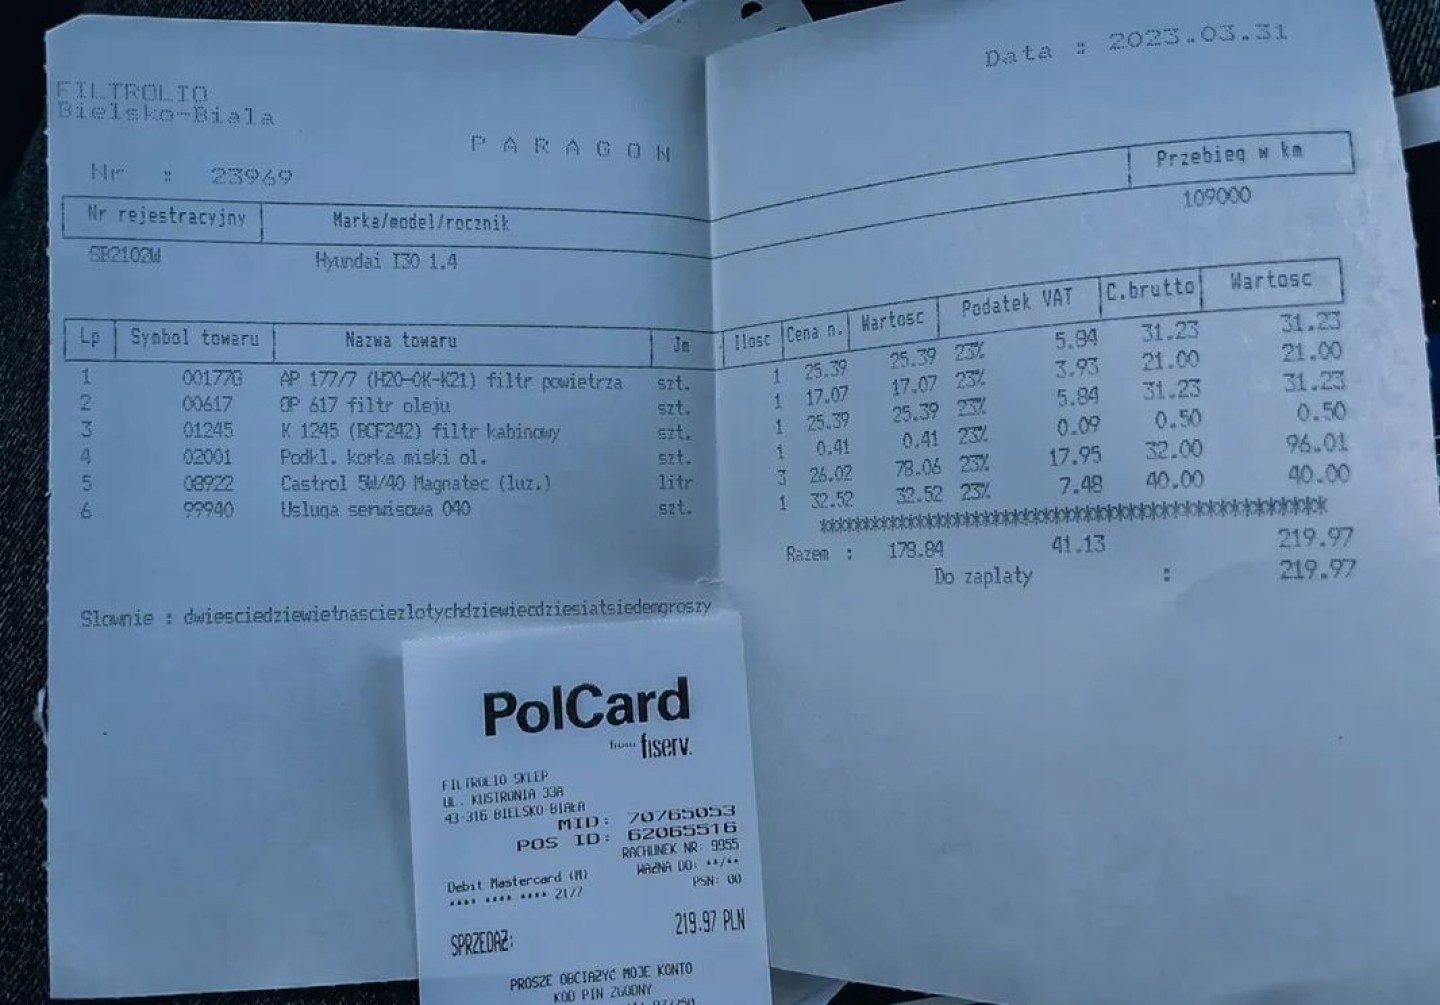 Data : 2023.03.31
FILTROLIO
Bielsko-Biala
P A R A G O N
Nr : 23969
Nr rejestracyjny Marka/model/rocznik Przebieg w km
SB2102W Hyundai I30 1.4 109000
Lp Symbol towaru Nazwa towaru Jm Ilosc Cena n. Wartosc Podatek VAT C.brutto Wartosc
1 00177G AP 177/7 (H20-OK-K21) filtr powietrza szt. 1 25.39 25.39 23% 5.84 31.23 31.23
2 00617 OP 617 filtr oleju szt. 1 17.07 17.07 23% 3.93 21.00 21.00
3 01245 K 1245 (BCF242) filtr kabinowy szt. 1 25.39 25.39 23% 5.84 31.23 31.23
4 02001 Podkl. korka miski ol. szt. 1 0.41 0.41 23% 0.09 0.50 0.50
5 08922 Castrol 5W/40 Magnatec (luz.) litr 3 26.02 78.06 23% 17.95 32.00 96.01
6 99940 Usluga serwisowa 040 szt. 1 32.52 32.52 23% 7.48 40.00 40.00
Razem : 178.84 41.13 219.97
Do zaplaty : 219.97
Slownie : dwiesciedziewietnasciezlotychdziewiecdziesiatsiedemgroszy
PolCard
from fiserv.
FILTROLIO SKLEP
UL. KUSTRONIA 33A
43-316 BIELSKO-BIAŁA
MID: 70765053
POS ID: 62065516
RACHUNEK NR: 9955
WAŻNA DO: **/**
Debit Mastercard (M)
PSN: 00
**** **** **** 2177
SPRZEDAŻ: 219.97 PLN
PROSZE OBCIAZYC MOJE KONTO
KOD PIN ZGODNY